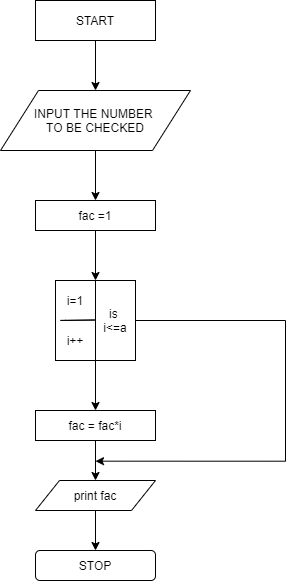 START
INPUT THE NUMBER
TO BE CHECKED
fac =1
i=1
i++
is
i<=a
fac = fac*i
print fac
STOP